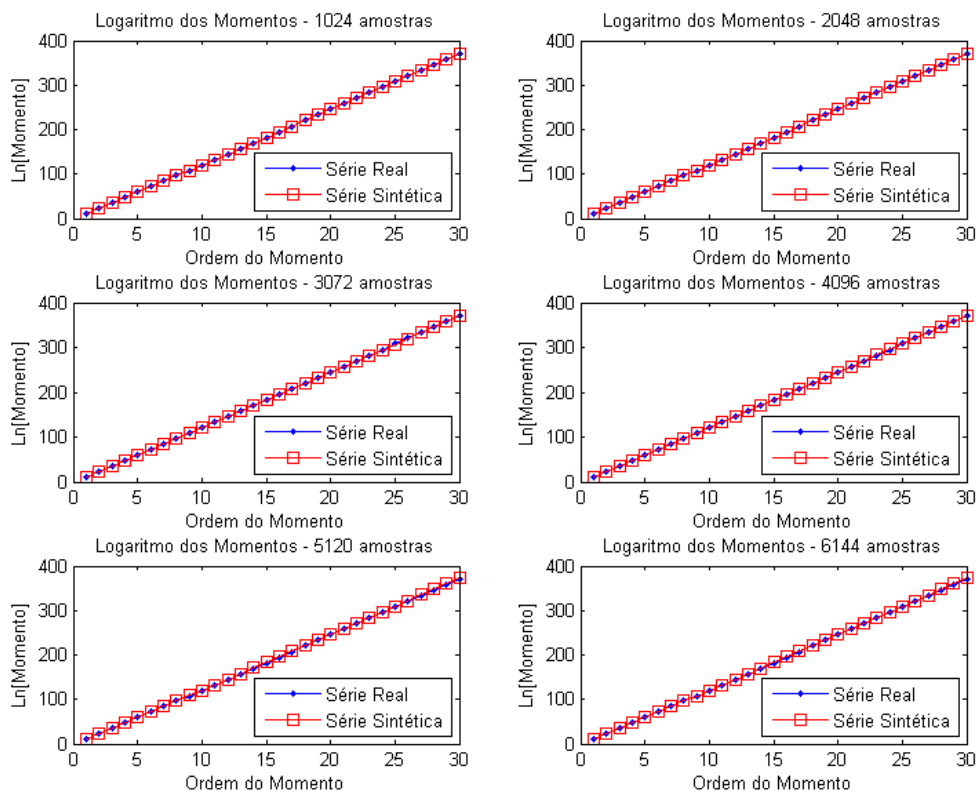 Logaritmo dos Momentos - 1024 amostras
400
300
200
100
0
Ln[Momento]
Série Real
Série Sintética
0 5 10 15 20 25 30
Ordem do Momento
Logaritmo dos Momentos - 2048 amostras
400
300
200
100
0
Ln[Momento]
Série Real
Série Sintética
0 5 10 15 20 25 30
Ordem do Momento
Logaritmo dos Momentos - 3072 amostras
400
300
200
100
0
Ln[Momento]
Série Real
Série Sintética
0 5 10 15 20 25 30
Ordem do Momento
Logaritmo dos Momentos - 4096 amostras
400
300
200
100
0
Ln[Momento]
Série Real
Série Sintética
0 5 10 15 20 25 30
Ordem do Momento
Logaritmo dos Momentos - 5120 amostras
400
300
200
100
0
Ln[Momento]
Série Real
Série Sintética
0 5 10 15 20 25 30
Ordem do Momento
Logaritmo dos Momentos - 6144 amostras
400
300
200
100
0
Ln[Momento]
Série Real
Série Sintética
0 5 10 15 20 25 30
Ordem do Momento